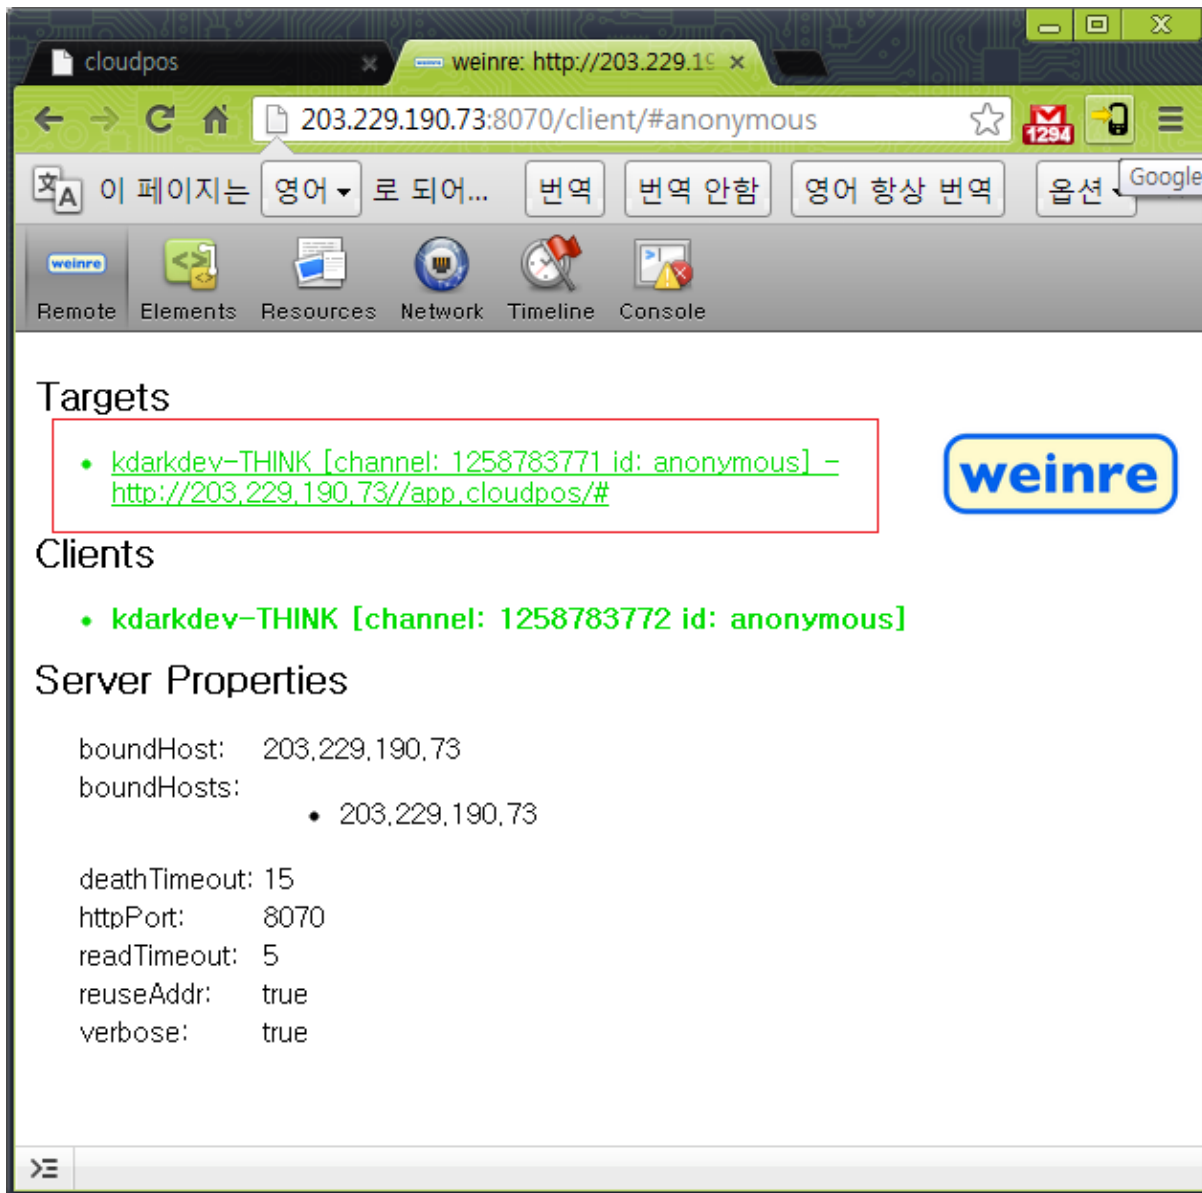 cloudpos
weinre: http://203.229.19
203.229.190.73:8070/client/#anonymous
1294
이 페이지는 영어 로 되어... 번역 번역 안함 영어 항상 번역 옵션
Google
weinre
Remote Elements Resources Network Timeline Console
Targets
kdarkdev-THINK [channel: 1258783771 id: anonymous] -
http://203.229.190.73//app.cloudpos/#
weinre
Clients
kdarkdev-THINK [channel: 1258783772 id: anonymous]
Server Properties
boundHost: 203.229.190.73
boundHosts:
203.229.190.73
deathTimeout: 15
httpPort: 8070
readTimeout: 5
reuseAddr: true
verbose: true